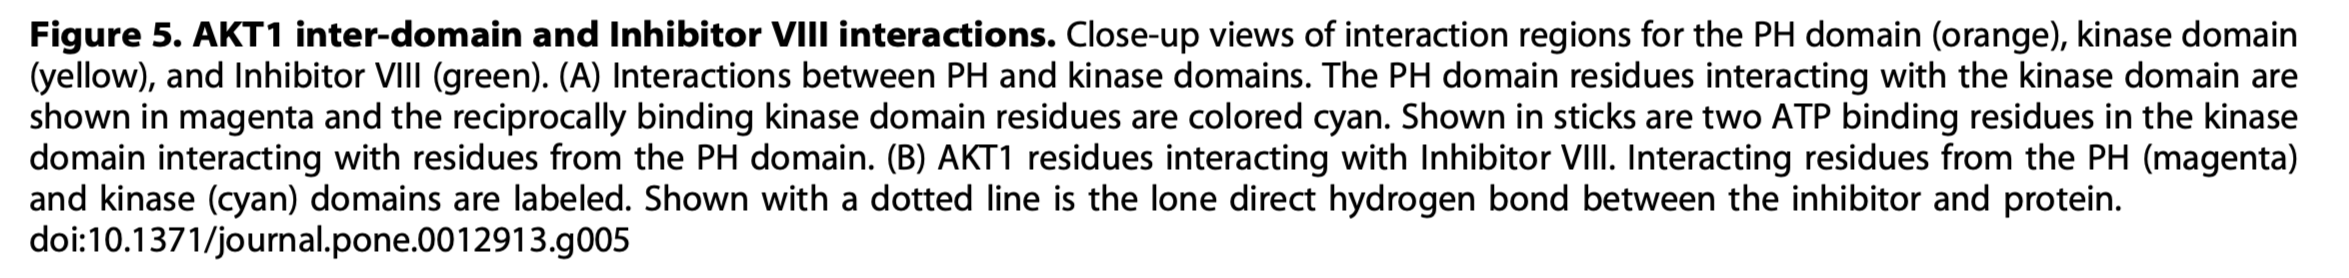 Figure 5. AKT1 inter-domain and Inhibitor VIII interactions. Close-up views of interaction regions for the PH domain (orange), kinase domain
(yellow), and Inhibitor VIII (green). (A) Interactions between PH and kinase domains. The PH domain residues interacting with the kinase domain are
shown in magenta and the reciprocally binding kinase domain residues are colored cyan. Shown in sticks are two ATP binding residues in the kinase
domain interacting with residues from the PH domain. (B) AKT1 residues interacting with Inhibitor VIII. Interacting residues from the PH (magenta)
and kinase (cyan) domains are labeled. Shown with a dotted line is the lone direct hydrogen bond between the inhibitor and protein.
doi:10.1371/journal.pone.0012913.g005